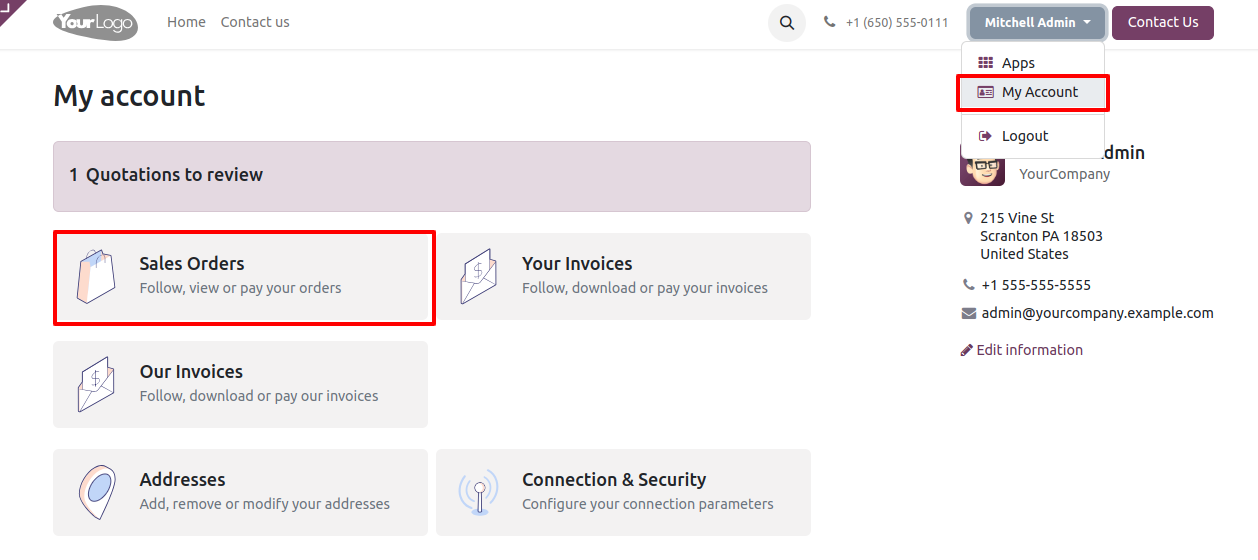 YourLogo
Home Contact us
+1 (650) 555-0111
Mitchell Admin
Contact Us
Apps
My Account
Logout
My account
1 Quotations to review
Sales Orders
Follow, view or pay your orders
Your Invoices
Follow, download or pay your invoices
Our Invoices
Follow, download or pay our invoices
Addresses
Add, remove or modify your addresses
Connection & Security
Configure your connection parameters
dmin
YourCompany
215 Vine St
Scranton PA 18503
United States
+1 555-555-5555
admin@yourcompany.example.com
Edit information